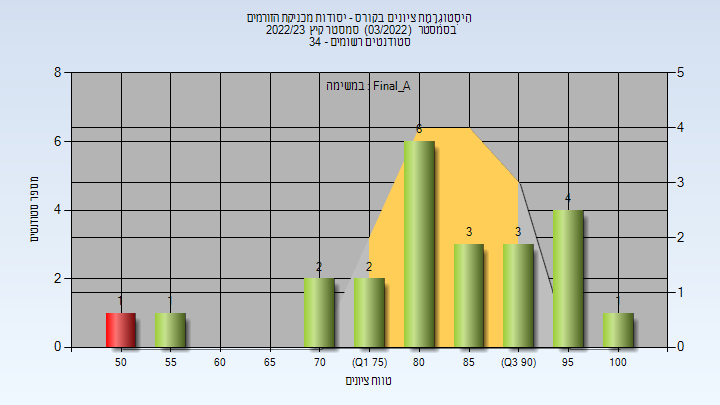 היסטוגרמת ציונים בקורס - יסודות מכניקת הזורמים
בסמסטר (03/2022) סמסטר קיץ 2022/23
סטודנטים רשומים - 34
במשימה : Final_A
מספר סטודנטים
8
6
4
2
0
5
4
3
2
1
0
1
1
2
2
6
3
3
4
1
50 55 60 65 70 (Q1 75) 80 85 (Q3 90) 95 100
טווח ציונים